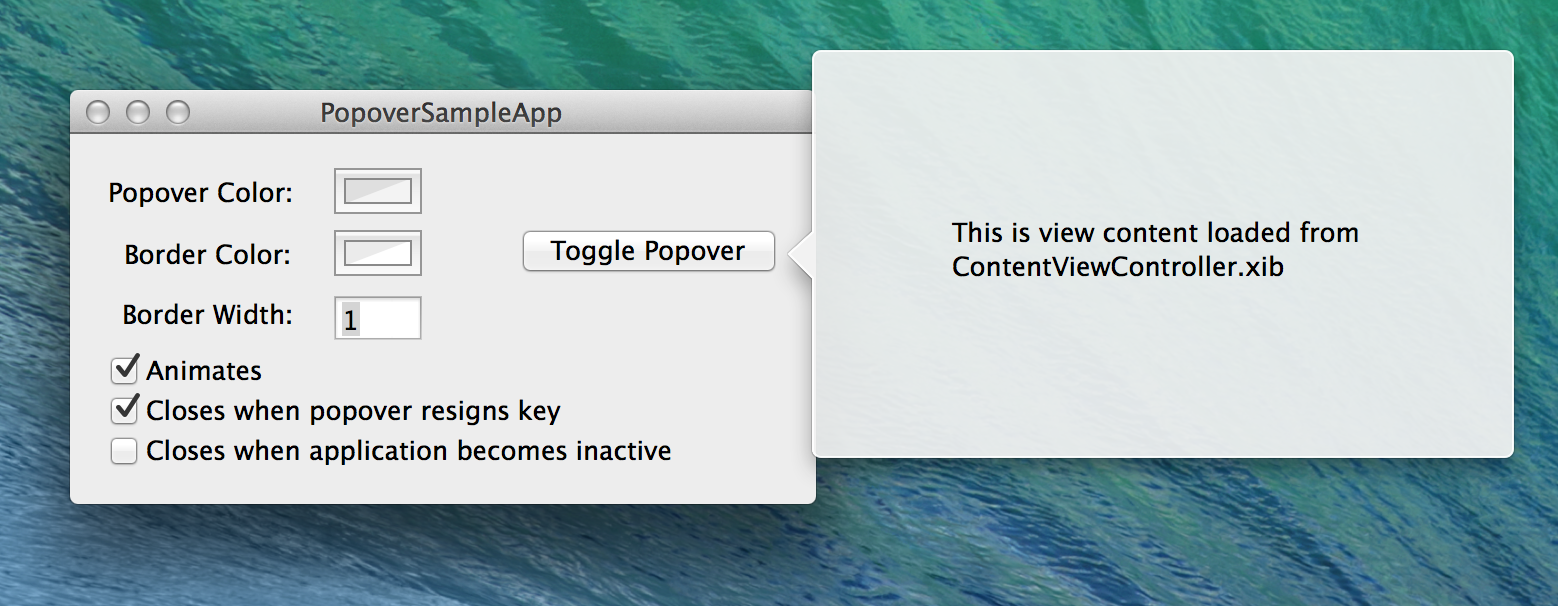 PopoverSampleApp
Popover Color:
Border Color:
Toggle Popover
Border Width:
1
Animates
Closes when popover resigns key
Closes when application becomes inactive
This is view content loaded from
ContentViewController.xib